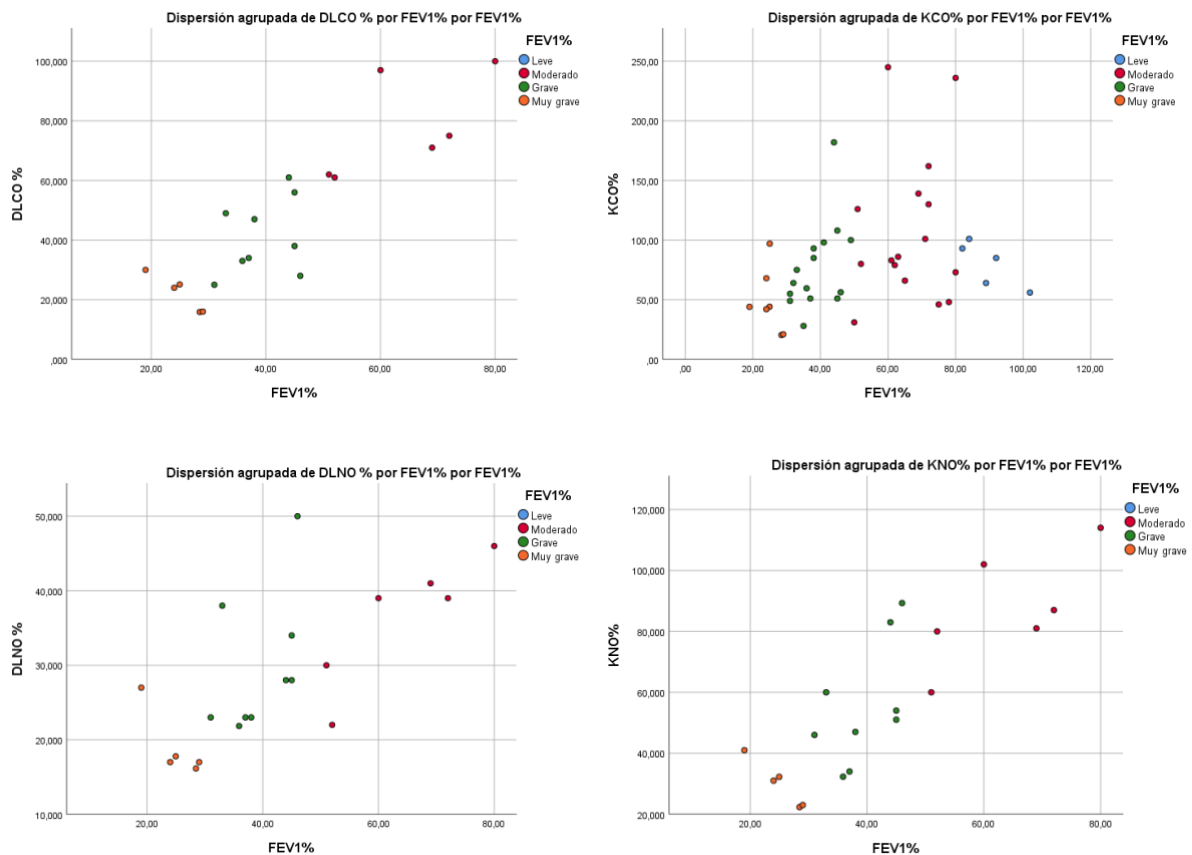 Dispersión agrupada de DLCO % por FEV1% por FEV1%
FEV1%
Leve
Moderado
Grave
Muy grave
100,000
80,000
60,000
40,000
20,000
,000
DLCO %
20,00 40,00 60,00 80,00
FEV1%
Dispersión agrupada de KCO% por FEV1% por FEV1%
FEV1%
Leve
Moderado
Grave
Muy grave
250,00
200,00
150,00
100,00
50,00
,00
KCO%
,00 20,00 40,00 60,00 80,00 100,00 120,00
FEV1%
Dispersión agrupada de DLNO % por FEV1% por FEV1%
FEV1%
Leve
Moderado
Grave
Muy grave
50,000
40,000
30,000
20,000
10,000
DLNO %
20,00 40,00 60,00 80,00
FEV1%
Dispersión agrupada de KNO% por FEV1% por FEV1%
FEV1%
Leve
Moderado
Grave
Muy grave
120,000
100,000
80,000
60,000
40,000
20,000
KNO%
20,00 40,00 60,00 80,00
FEV1%